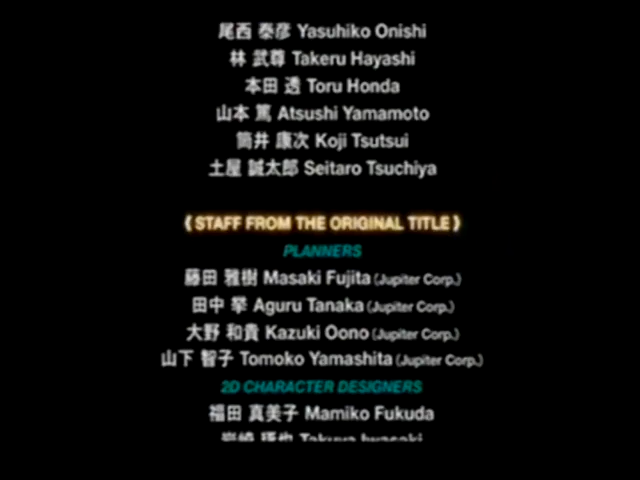 尾西 泰彦 Yasuhiko Onishi
林 武尊 Takeru Hayashi
本田 透 Toru Honda
山本 篤 Atsushi Yamamoto
筒井 康次 Koji Tsutsui
土屋 誠太郎 Seitaro Tsuchiya
《 STAFF FROM THE ORIGINAL TITLE 》
PLANNERS
藤田 雅樹 Masaki Fujita (Jupiter Corp.)
田中 挙 Aguru Tanaka (Jupiter Corp.)
大野 和貴 Kazuki Oono (Jupiter Corp.)
山下 智子 Tomoko Yamashita (Jupiter Corp.)
2D CHARACTER DESIGNERS
福田 真美子 Mamiko Fukuda
Takuya Iwasaki